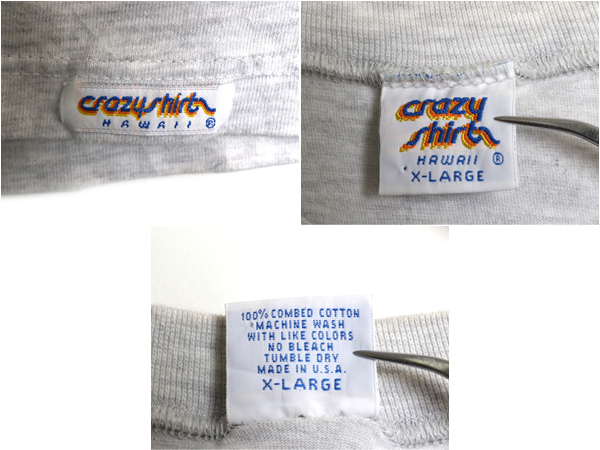 crazy shirts
HAWAII ®
crazy
shirts
HAWAII ®
X-LARGE
100% COMBED COTTON
MACHINE WASH
WITH LIKE COLORS
NO BLEACH
TUMBLE DRY
MADE IN U.S.A.
X-LARGE